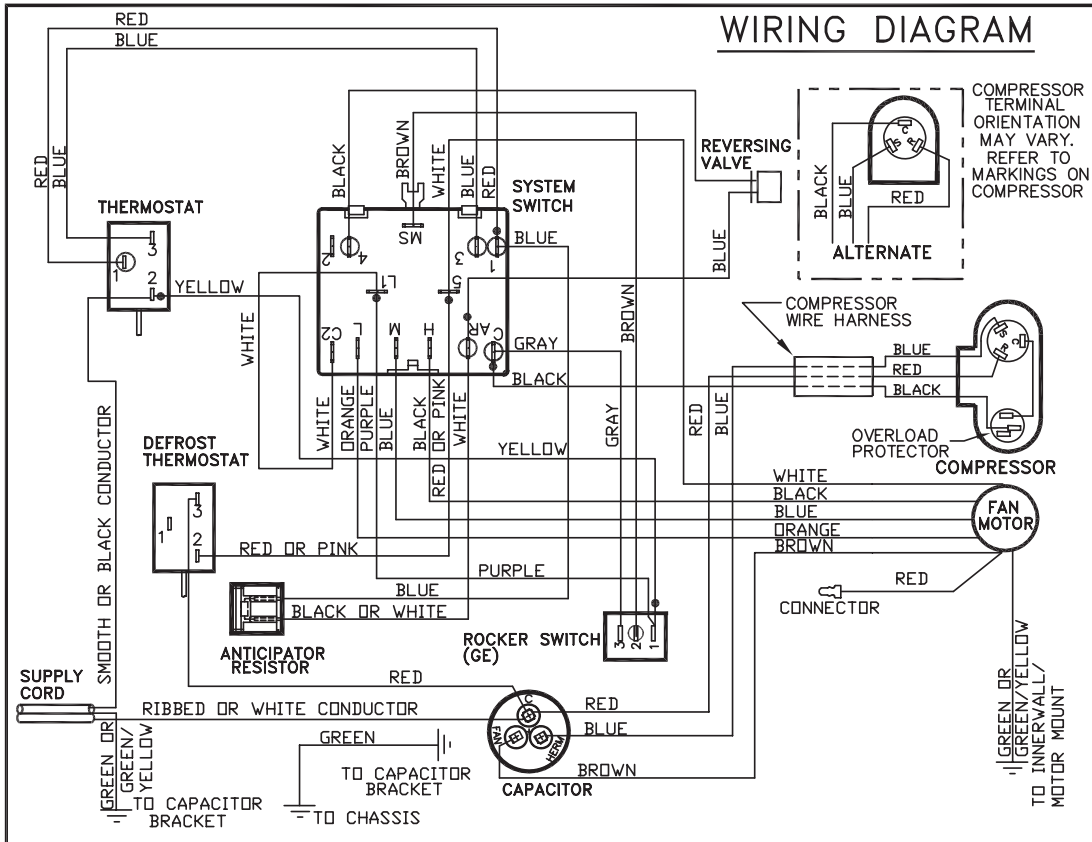 WIRING DIAGRAM
RED
BLUE
RED
BLUE
THERMOSTAT
3
1
2
YELLOW
BLACK
BROWN
WHITE
BLUE
RED
SYSTEM
SWITCH
MS
2
4
3
1
BLUE
L1
5
C2
L
M
H
AR
C
GRAY
BLACK
WHITE
WHITE
ORANGE
PURPLE
BLUE
BLACK
RED OR PINK
WHITE
YELLOW
BROWN
GRAY
REVERSING
VALVE
BLUE
COMPRESSOR
TERMINAL
ORIENTATION
MAY VARY.
REFER TO
MARKINGS ON
COMPRESSOR
C
S
R
BLACK
BLUE
RED
ALTERNATE
COMPRESSOR
WIRE HARNESS
BLUE
RED
BLACK
S
C
R
OVERLOAD
PROTECTOR
COMPRESSOR
RED
BLUE
WHITE
BLACK
BLUE
ORANGE
BROWN
FAN
MOTOR
RED
CONNECTOR
GREEN OR
GREEN/YELLOW
TO INNERWALL/
MOTOR MOUNT
DEFROST
THERMOSTAT
3
1
2
RED OR PINK
PURPLE
BLUE
BLACK OR WHITE
ANTICIPATOR
RESISTOR
ROCKER SWITCH
(GE)
3
2
1
SMOOTH OR BLACK CONDUCTOR
SUPPLY
CORD
RED
RIBBED OR WHITE CONDUCTOR
C
FAN
HERM
RED
BLUE
BROWN
CAPACITOR
GREEN
TO CAPACITOR
BRACKET
TO CHASSIS
GREEN OR
GREEN/
YELLOW
TO CAPACITOR
BRACKET